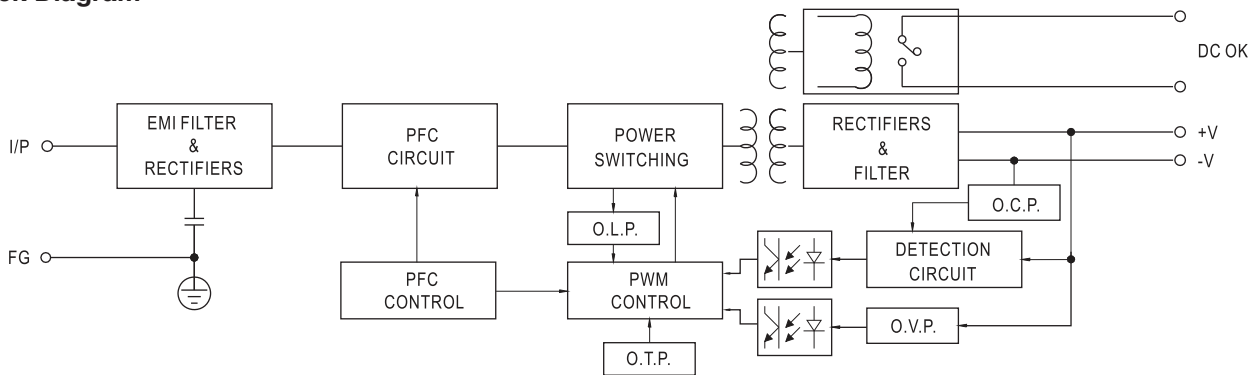 DC OK
EMI FILTER
&
RECTIFIERS
PFC
CIRCUIT
POWER
SWITCHING
RECTIFIERS
&
FILTER
I/P
+V
-V
O.C.P.
O.L.P.
DETECTION
CIRCUIT
FG
PFC
CONTROL
PWM
CONTROL
O.V.P.
O.T.P.